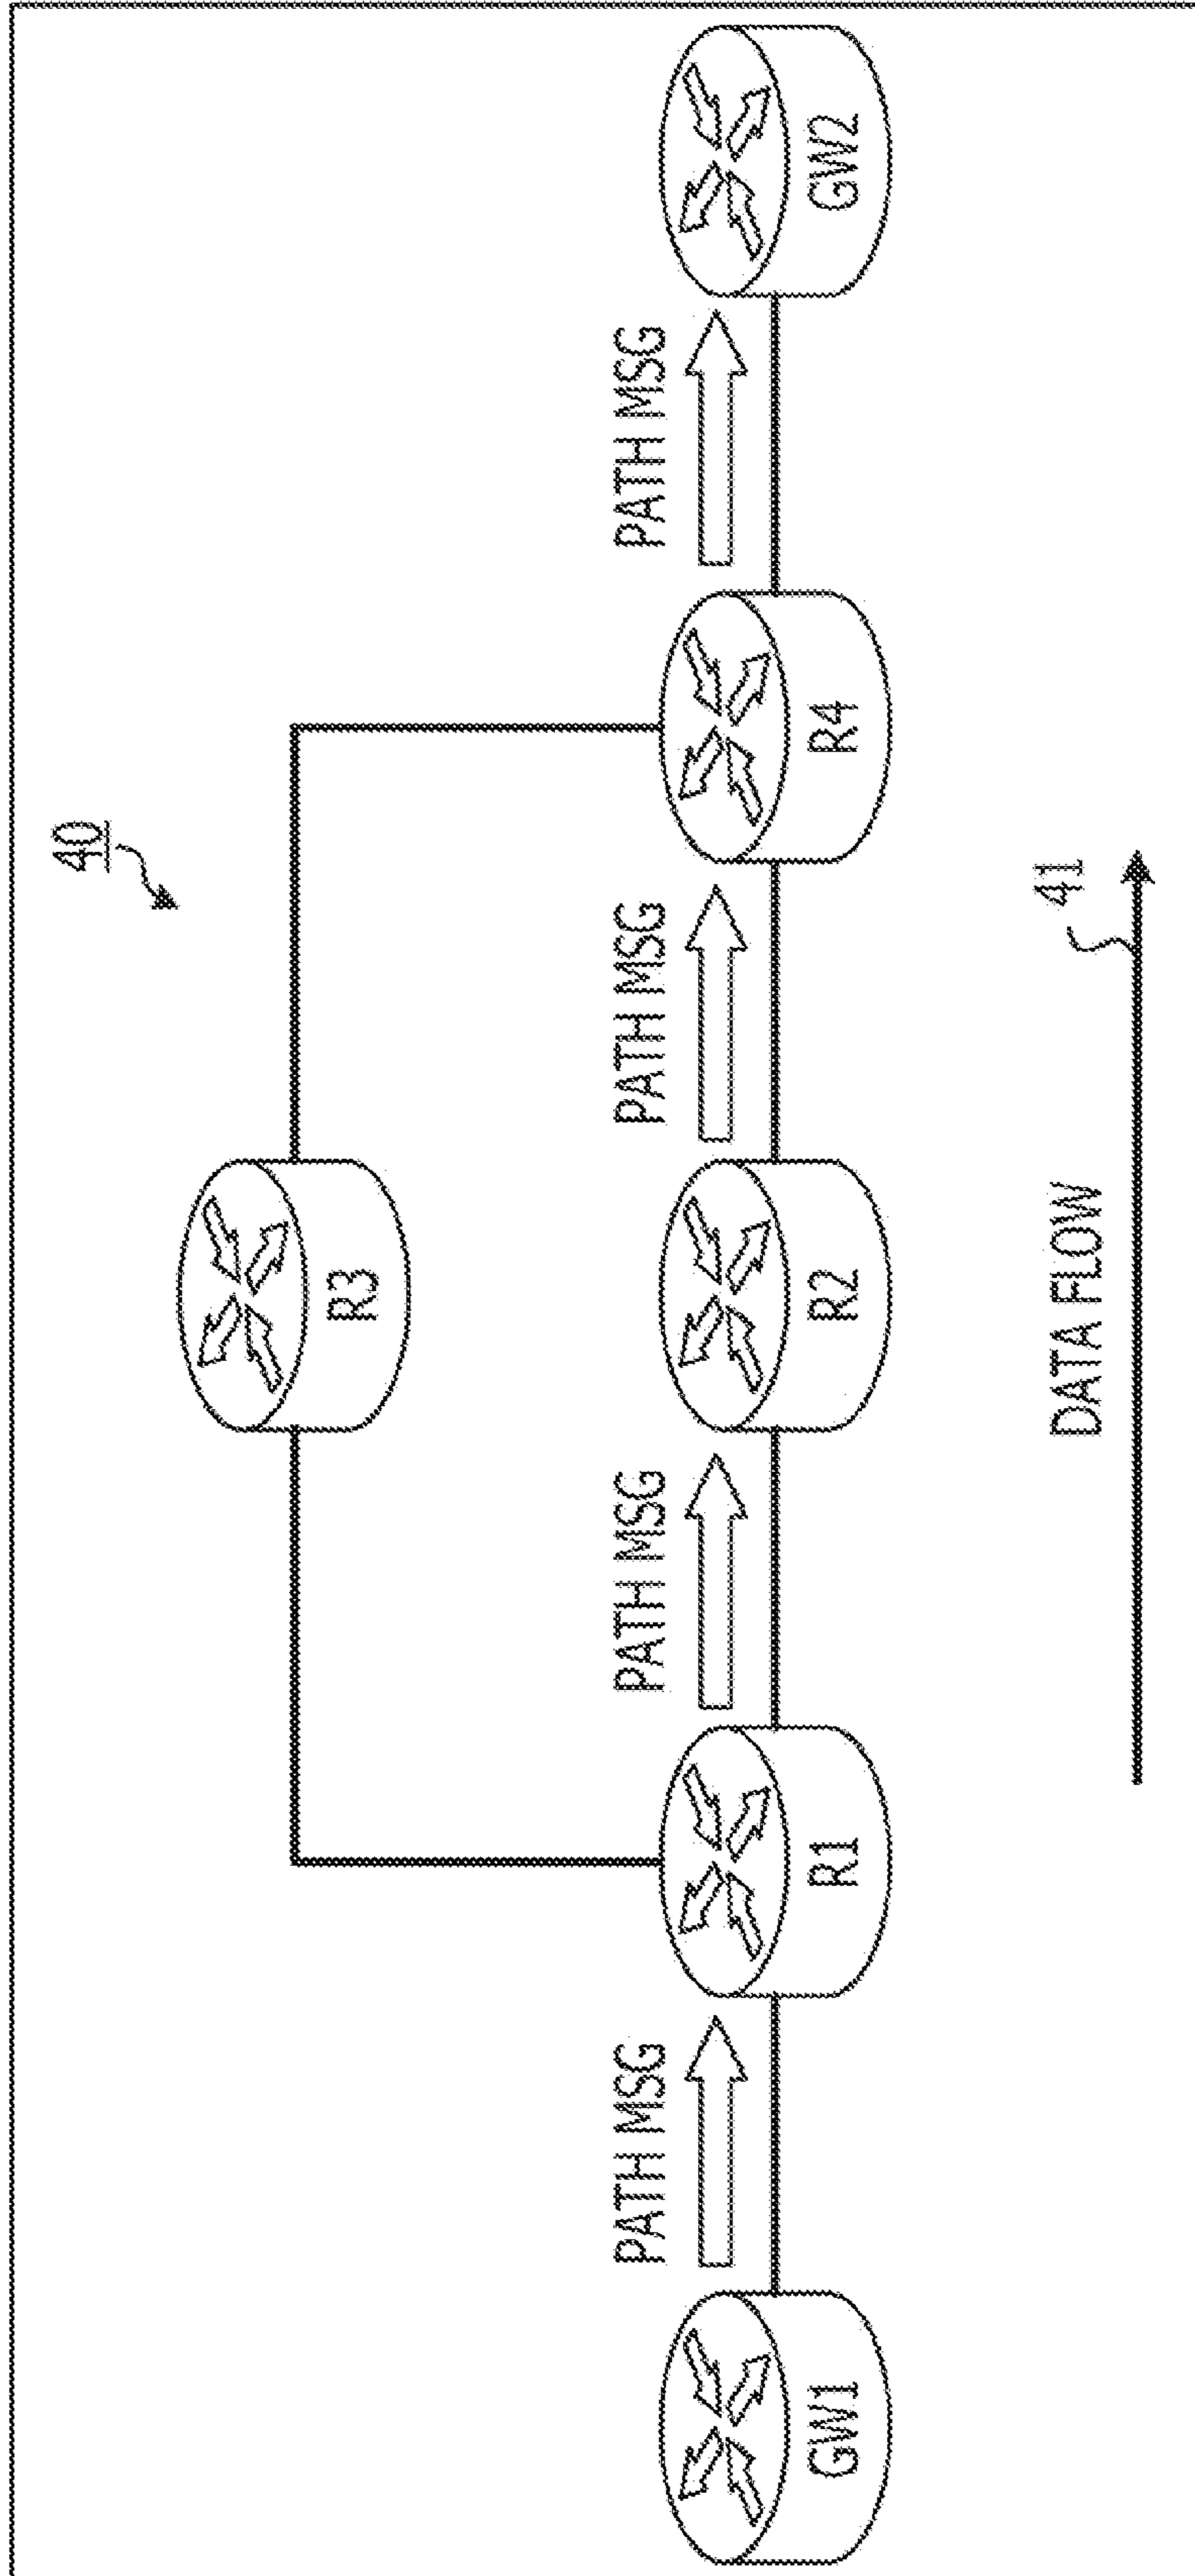 40
R3
PATH MSG
PATH MSG
PATH MSG
PATH MSG
GW1
R1
R2
R4
GW2
DATA FLOW
41